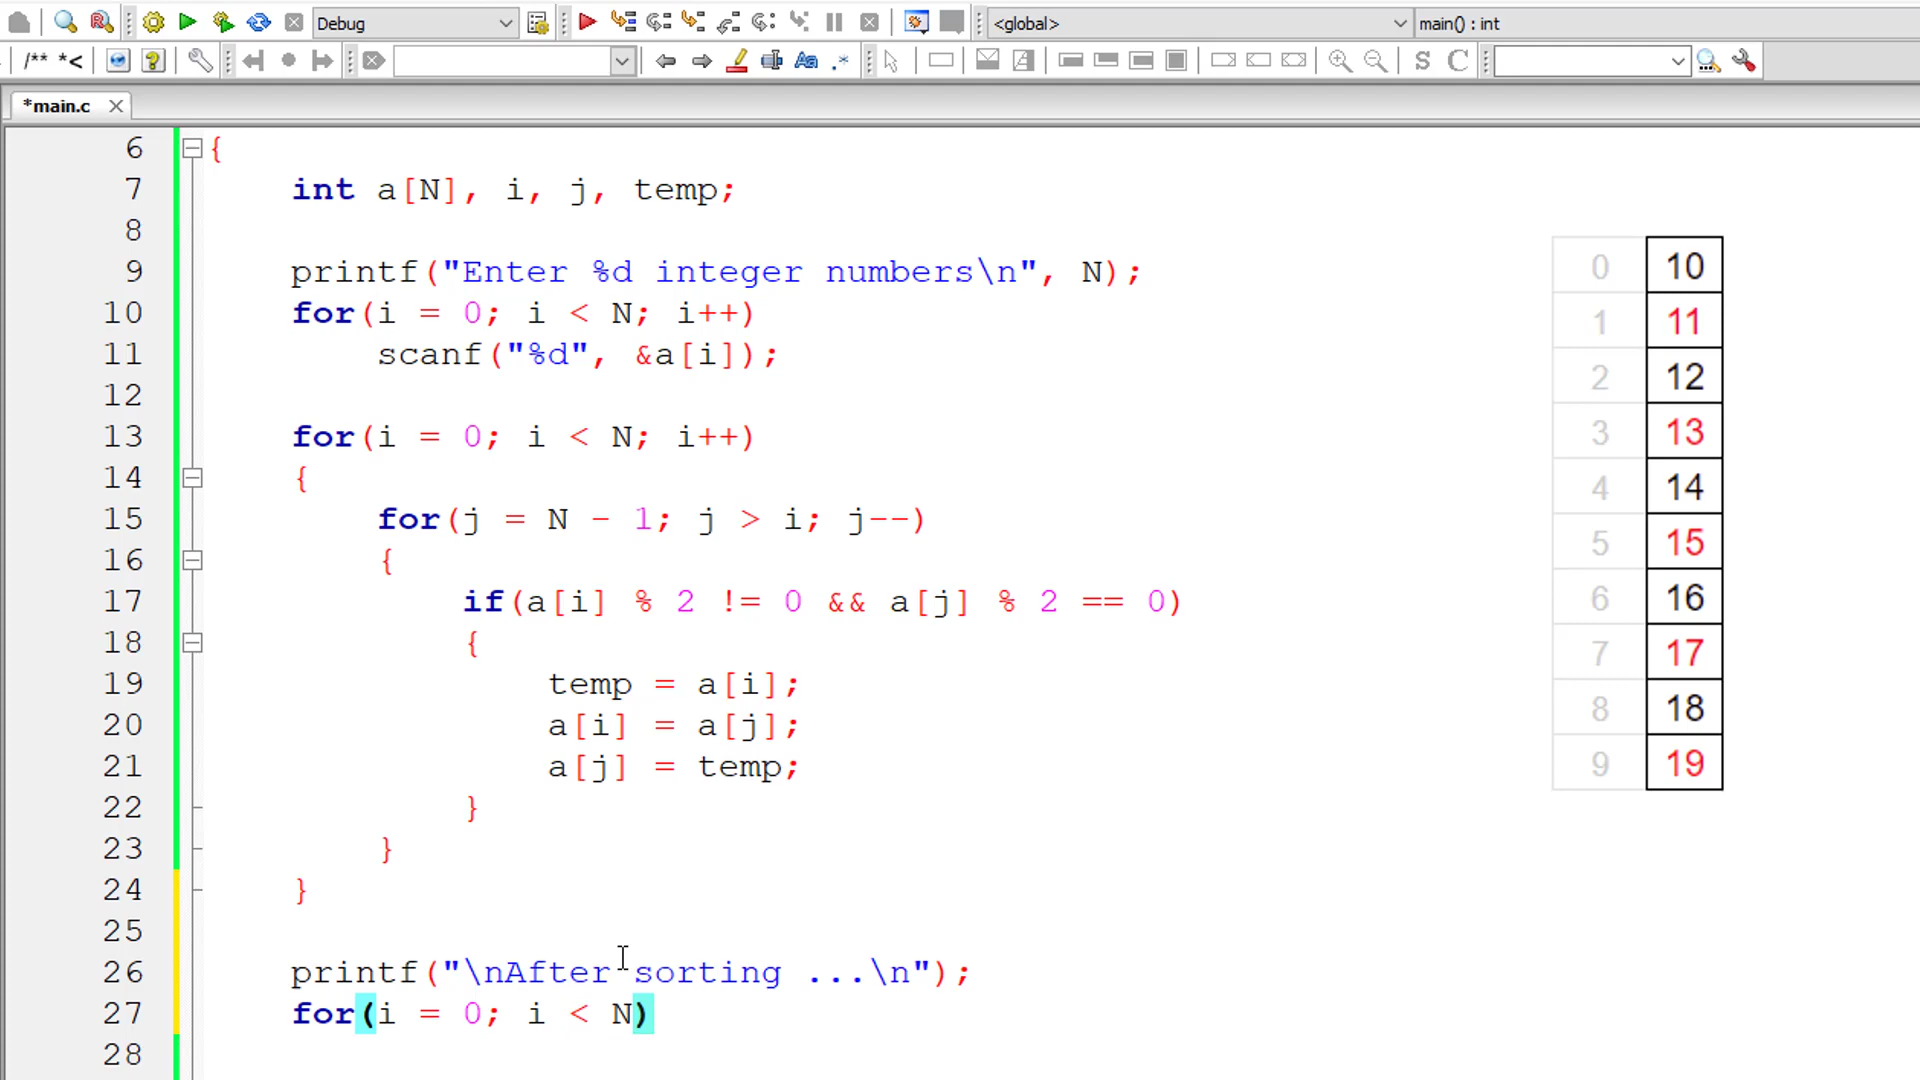 Debug
<global>
main() : int
/** *<
Aa
.*
S C
*main.c
6 {
7 int a[N], i, j, temp;
8
9 printf("Enter %d integer numbers\n", N);
10 for(i = 0; i < N; i++)
11 scanf("%d", &a[i]);
12
13 for(i = 0; i < N; i++)
14 {
15 for(j = N - 1; j > i; j--)
16 {
17 if(a[i] % 2 != 0 && a[j] % 2 == 0)
18 {
19 temp = a[i];
20 a[i] = a[j];
21 a[j] = temp;
22 }
23 }
24 }
25
26 printf("\nAfter sorting ...\n");
27 for(i = 0; i < N)
28
0 10
1 11
2 12
3 13
4 14
5 15
6 16
7 17
8 18
9 19